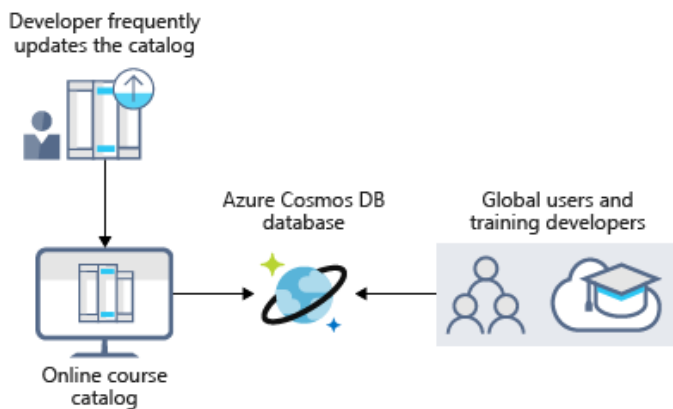 Developer frequently
updates the catalog
Azure Cosmos DB
database
Global users and
training developers
Online course
catalog